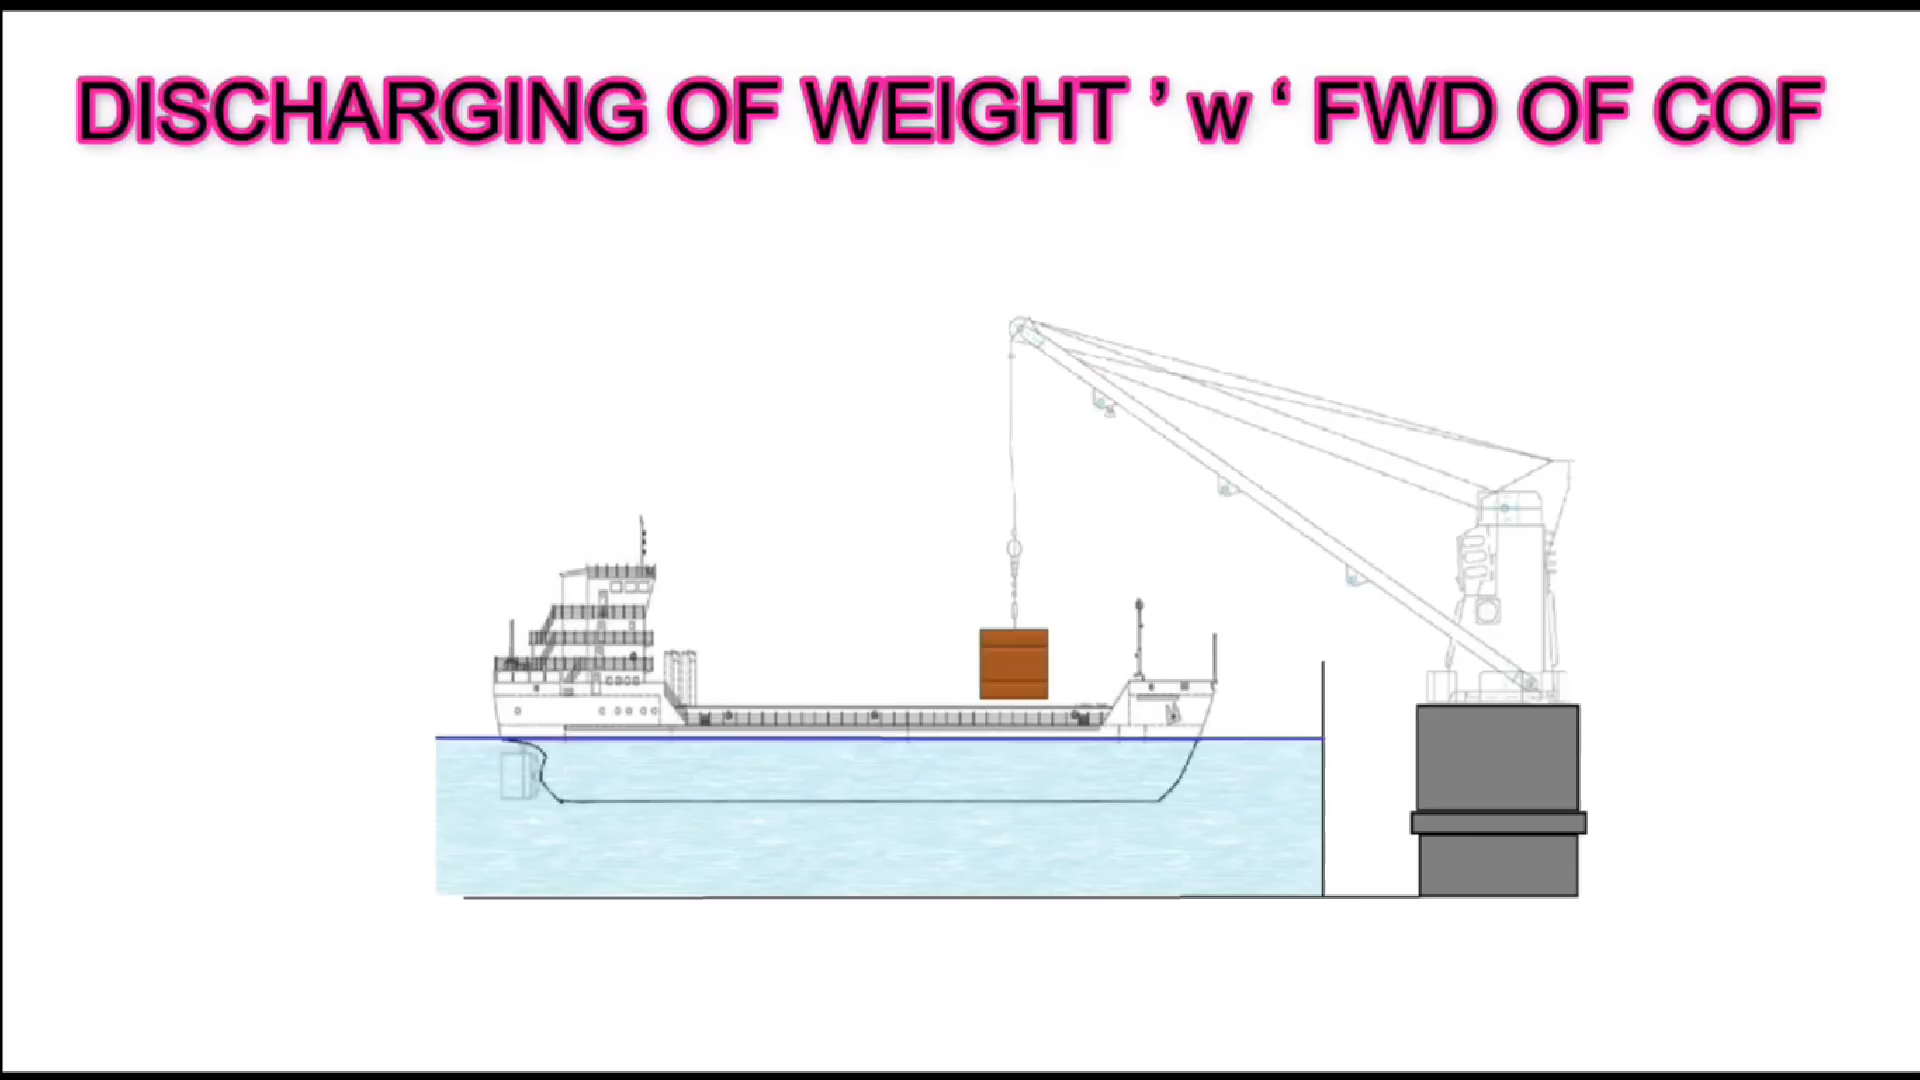 DISCHARGING OF WEIGHT ’ w ‘ FWD OF COF